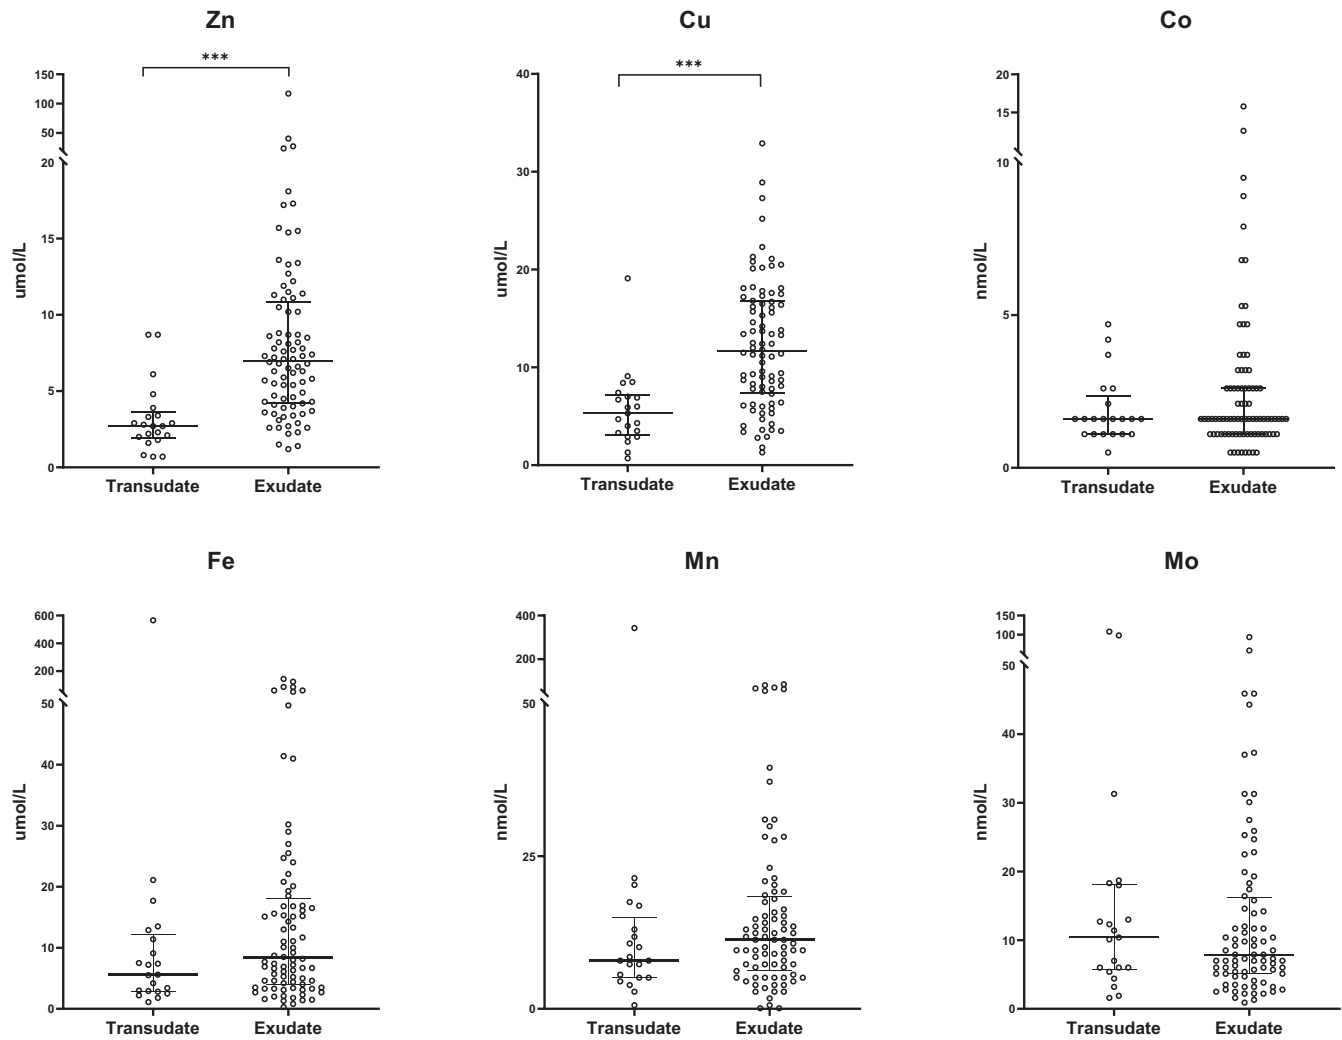 Zn
***
150
100
50
20
15
10
5
0
umol/L
Transudate
Exudate
Cu
***
40
30
20
10
0
umol/L
Transudate
Exudate
Co
20
15
10
5
0
nmol/L
Transudate
Exudate
Fe
600
400
200
50
40
30
20
10
0
umol/L
Transudate
Exudate
Mn
400
200
50
25
0
nmol/L
Transudate
Exudate
Mo
150
100
50
40
30
20
10
0
nmol/L
Transudate
Exudate